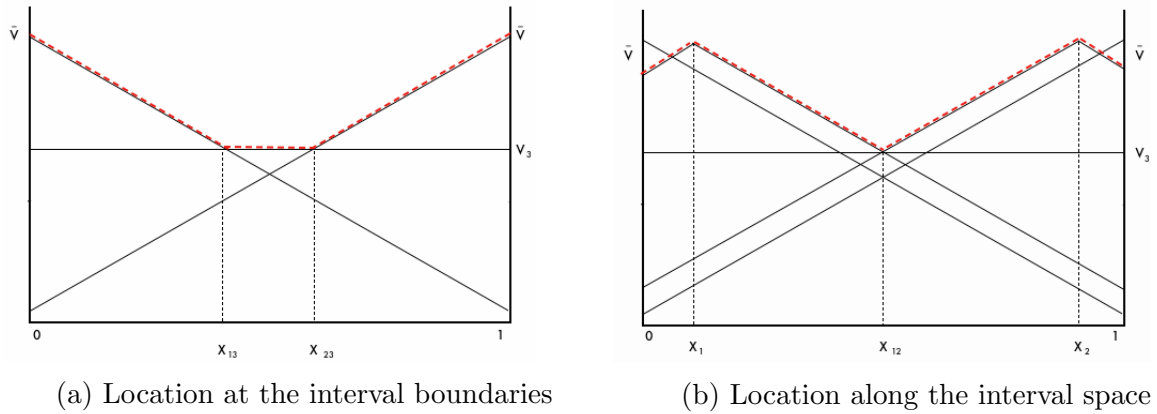 v̄
v̄
v₃
0
x₁₃
x₂₃
1
(a) Location at the interval boundaries
v̄
v̄
v₃
0
x₁
x₁₂
x₂
1
(b) Location along the interval space